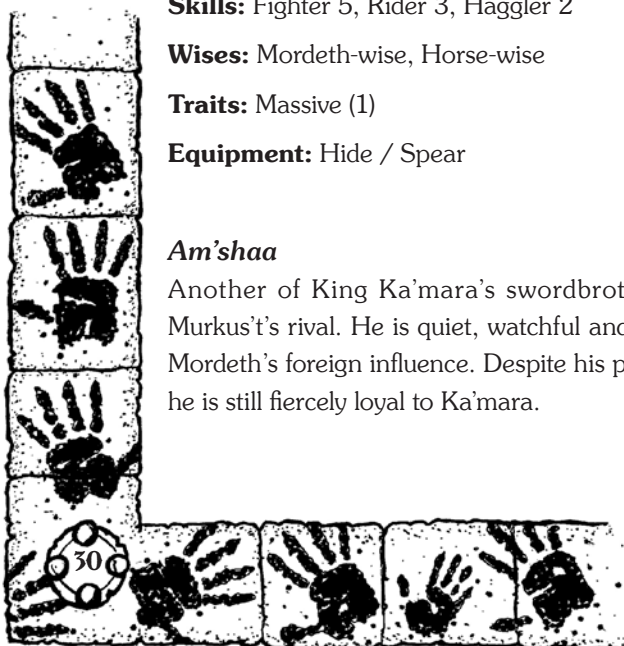 Skills: Fighter 5, Rider 3, Haggler 2
Wises: Mordeth-wise, Horse-wise
Traits: Massive (1)
Equipment: Hide / Spear
Am’shaa
Another of King Ka’mara’s swordbrot
Murkus’t’s rival. He is quiet, watchful and
Mordeth’s foreign influence. Despite his p
he is still fiercely loyal to Ka’mara.
30